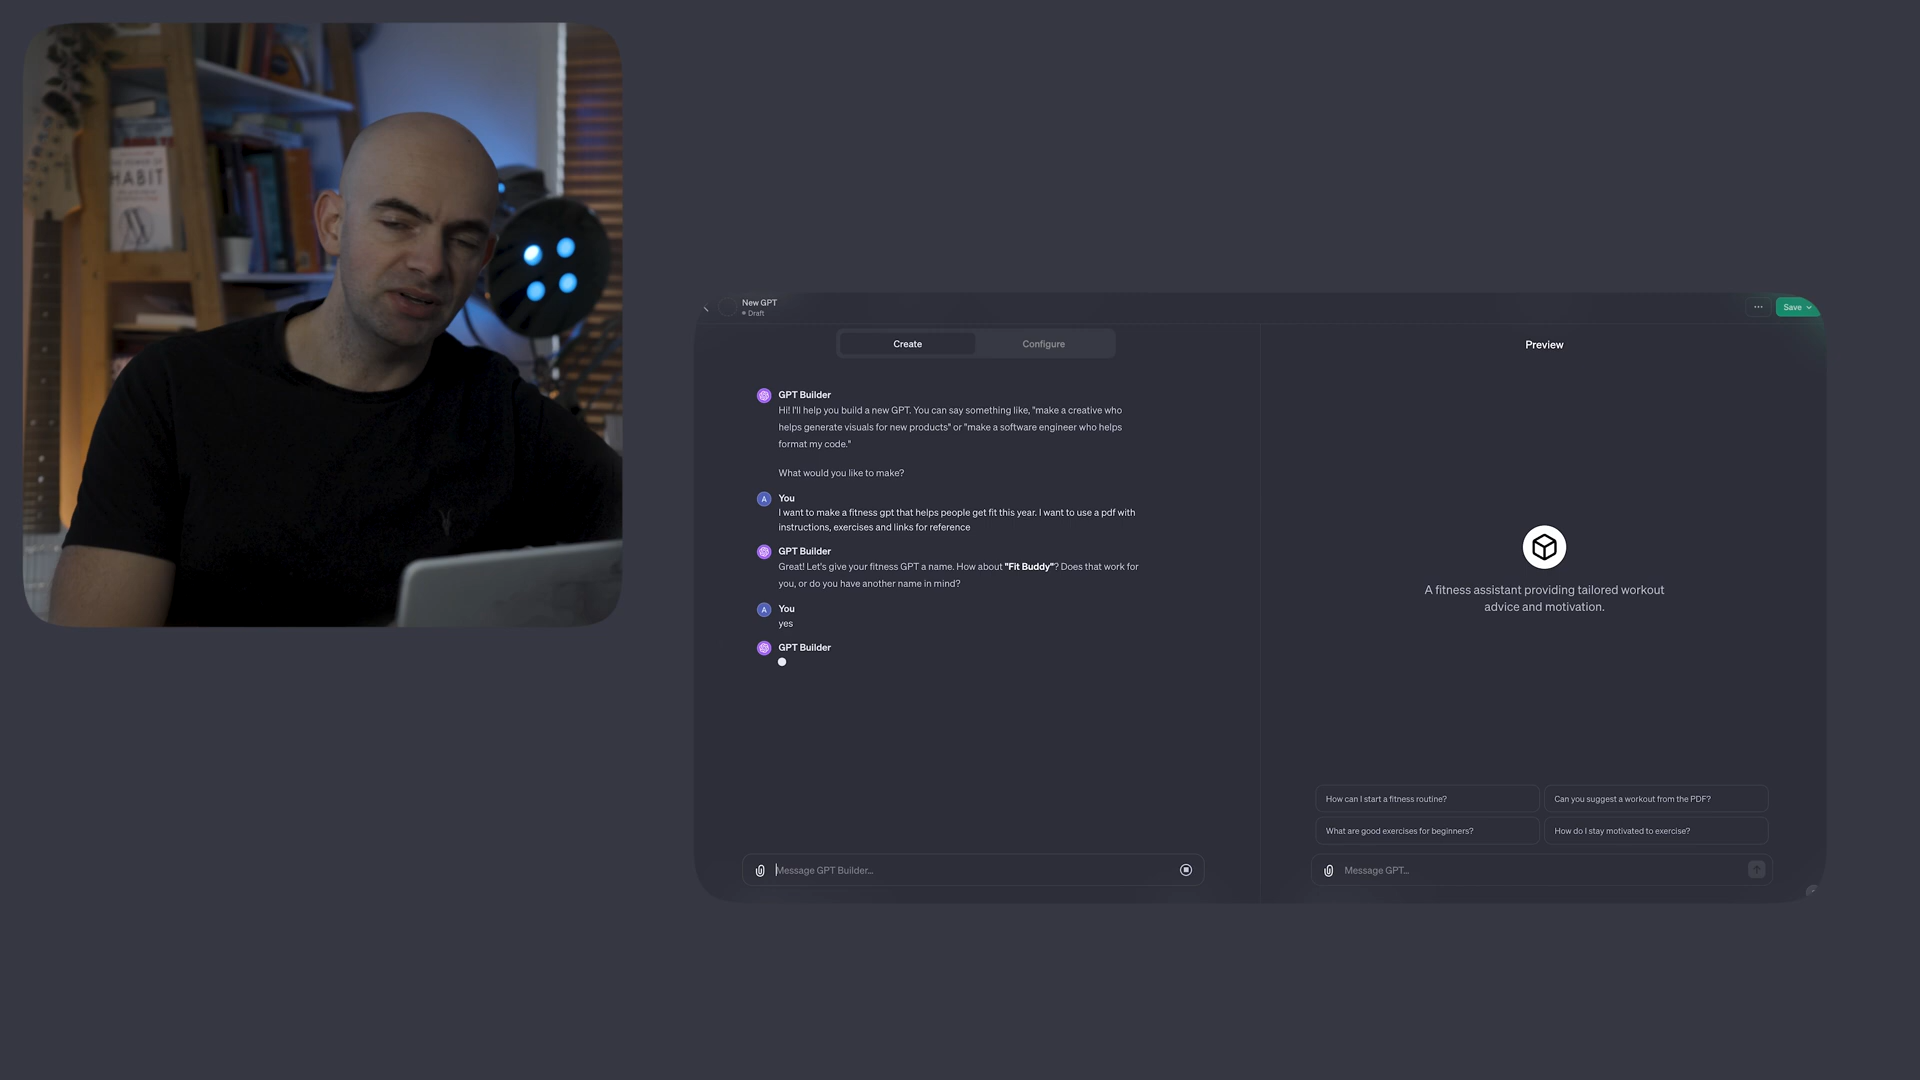 THE POWER OF
HABIT
New GPT
Draft
Save
Create
Configure
Preview
GPT Builder
Hi! I'll help you build a new GPT. You can say something like, "make a creative who
helps generate visuals for new products" or "make a software engineer who helps
format my code."
What would you like to make?
A
You
I want to make a fitness gpt that helps people get fit this year. I want to use a pdf with
instructions, exercises and links for reference
GPT Builder
Great! Let's give your fitness GPT a name. How about "Fit Buddy"? Does that work for
you, or do you have another name in mind?
A
You
yes
GPT Builder
Message GPT Builder...
A fitness assistant providing tailored workout
advice and motivation.
How can I start a fitness routine?
Can you suggest a workout from the PDF?
What are good exercises for beginners?
How do I stay motivated to exercise?
Message GPT...